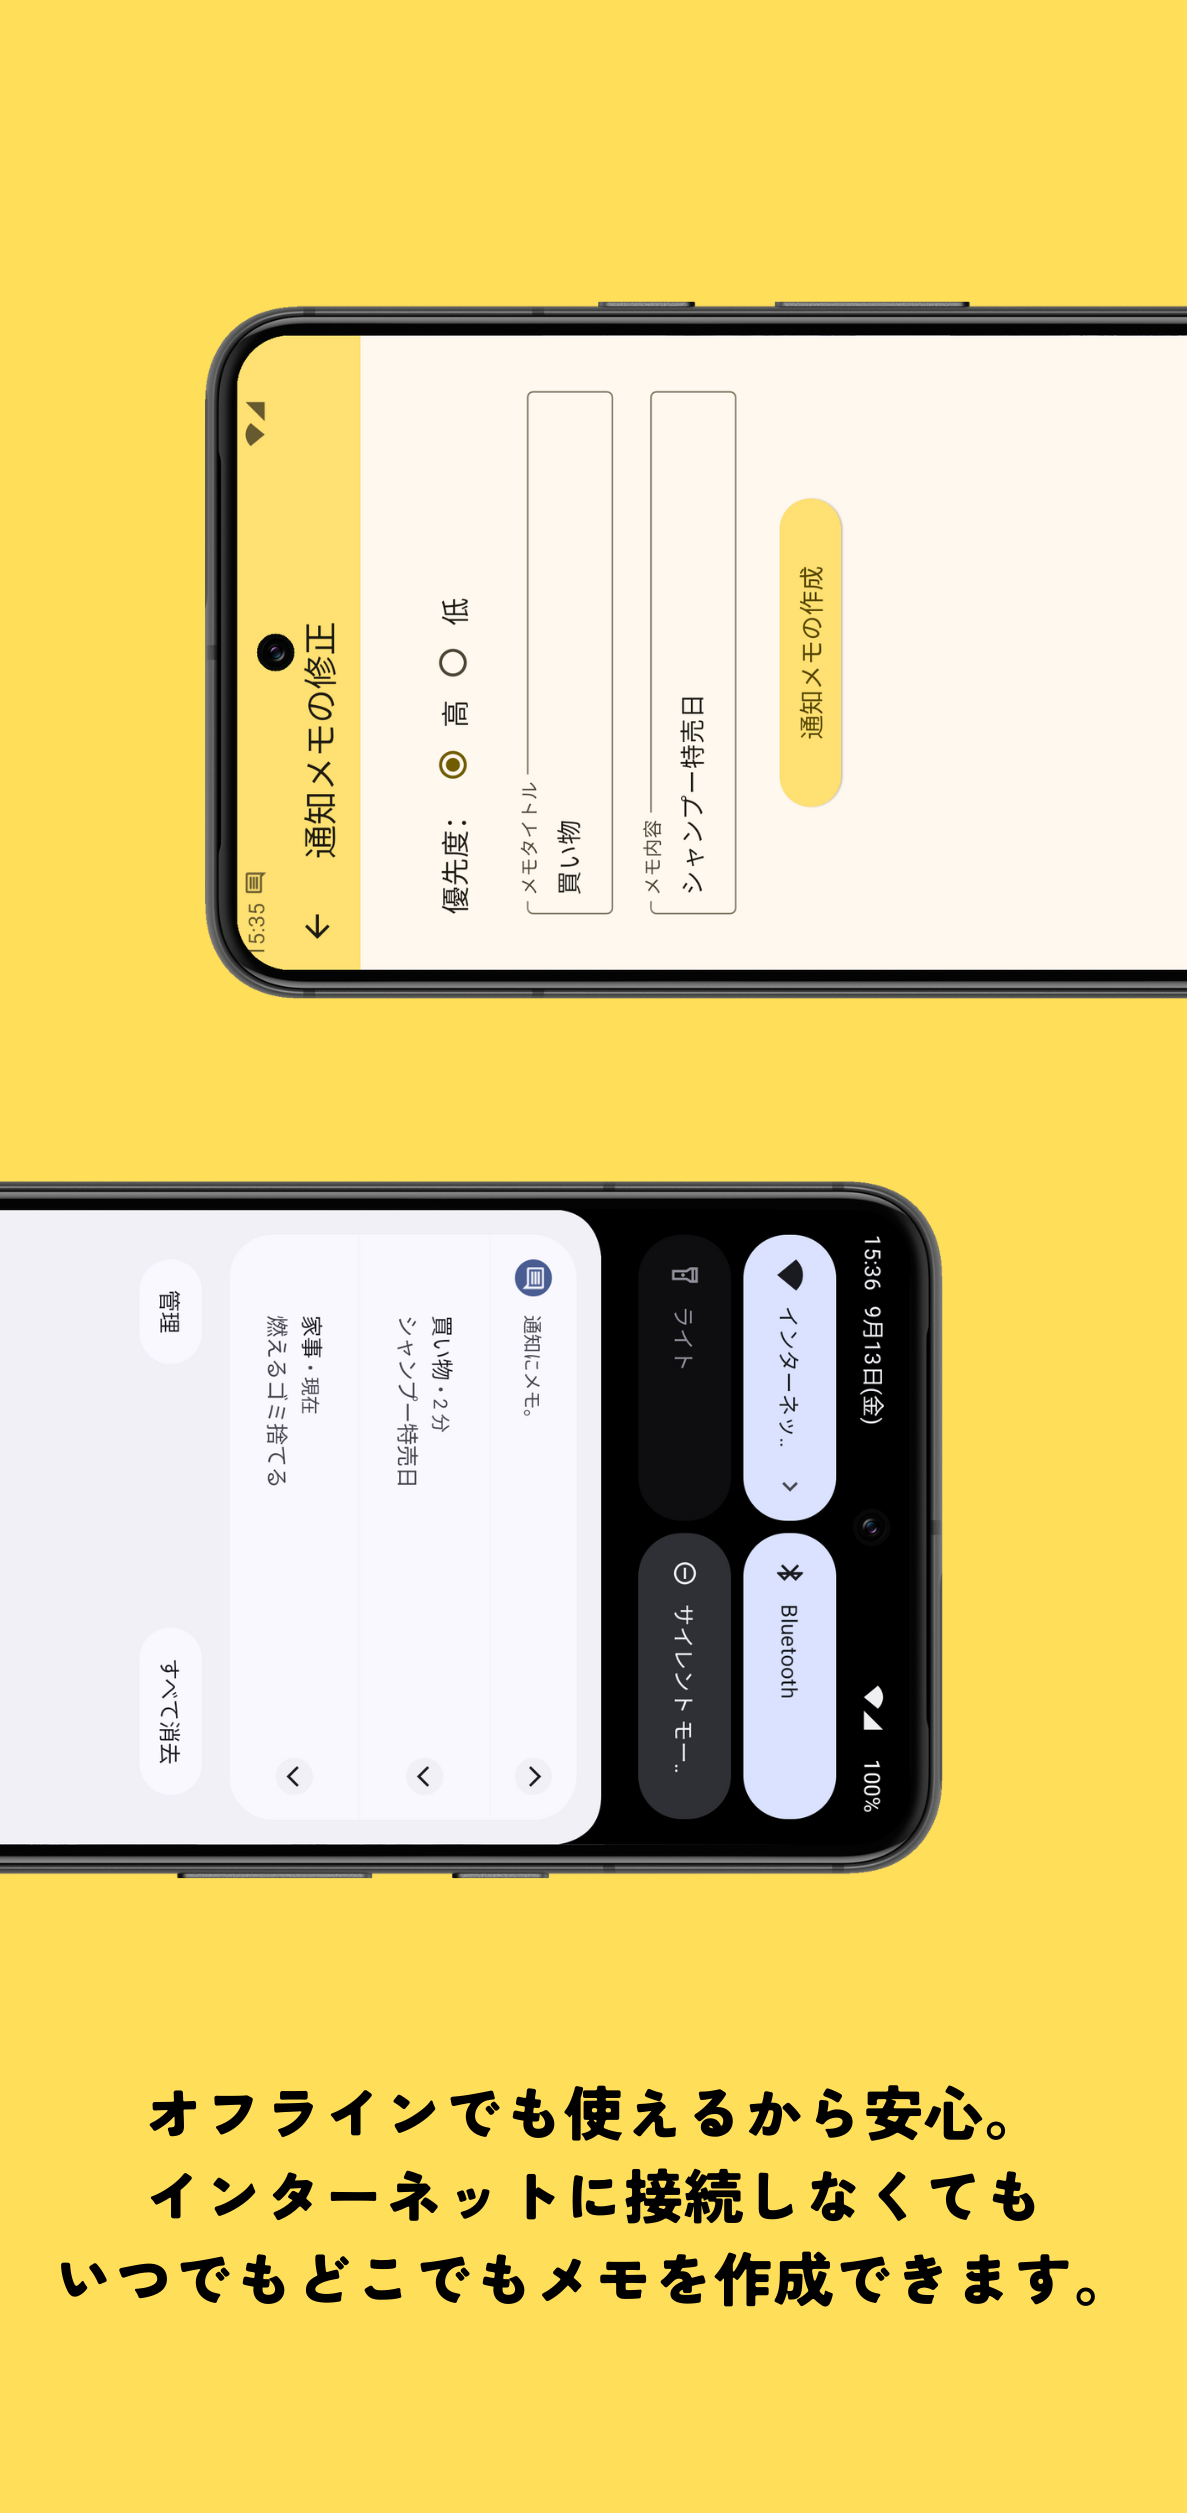 15:35
通知メモの修正
優先度： 高 低
メモタイトル
買い物
メモ内容
シャンプー特売日
通知メモの作成
15:36 9月13日(金) 100%
インターネッ..
Bluetooth
ライト
サイレント モー..
通知にメモ。
買い物・2 分
シャンプー特売日
家事・現在
燃えるゴミ捨てる
管理
すべて消去
オフラインでも使えるから安心。
インターネットに接続しなくても
いつでもどこでもメモを作成できます。